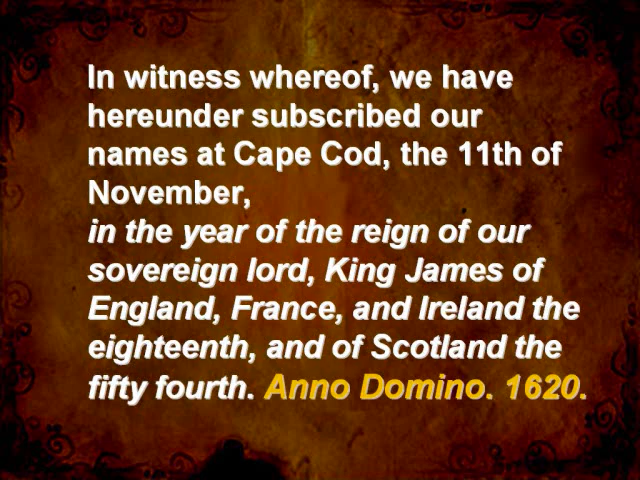 In witness whereof, we have
hereunder subscribed our
names at Cape Cod, the 11th of
November,
in the year of the reign of our
sovereign lord, King James of
England, France, and Ireland the
eighteenth, and of Scotland the
fifty fourth. Anno Domino. 1620.